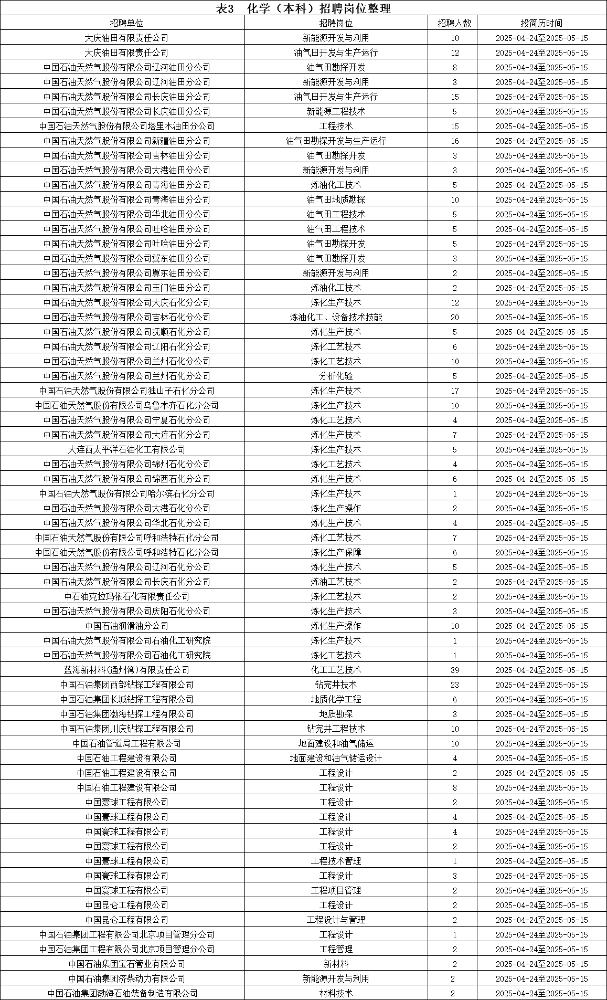 表3 化学（本科）招聘岗位整理
招聘单位 招聘岗位 招聘人数 投简历时间
大庆油田有限责任公司 新能源开发与利用 10 2025-04-24至2025-05-15
大庆油田有限责任公司 油气田开发与生产运行 12 2025-04-24至2025-05-15
中国石油天然气股份有限公司辽河油田分公司 油气田勘探开发 8 2025-04-24至2025-05-15
中国石油天然气股份有限公司辽河油田分公司 新能源开发与利用 3 2025-04-24至2025-05-15
中国石油天然气股份有限公司长庆油田分公司 油气田开发与生产运行 15 2025-04-24至2025-05-15
中国石油天然气股份有限公司长庆油田分公司 新能源工程技术 5 2025-04-24至2025-05-15
中国石油天然气股份有限公司塔里木油田分公司 工程技术 15 2025-04-24至2025-05-15
中国石油天然气股份有限公司新疆油田分公司 油气田勘探开发与生产运行 16 2025-04-24至2025-05-15
中国石油天然气股份有限公司吉林油田分公司 油气田勘探开发 3 2025-04-24至2025-05-15
中国石油天然气股份有限公司大港油田分公司 新能源开发与利用 3 2025-04-24至2025-05-15
中国石油天然气股份有限公司青海油田分公司 炼油化工技术 5 2025-04-24至2025-05-15
中国石油天然气股份有限公司青海油田分公司 油气田地质勘探 10 2025-04-24至2025-05-15
中国石油天然气股份有限公司华北油田分公司 油气田工程技术 5 2025-04-24至2025-05-15
中国石油天然气股份有限公司吐哈油田分公司 油气田工程技术 5 2025-04-24至2025-05-15
中国石油天然气股份有限公司吐哈油田分公司 油气田勘探开发 5 2025-04-24至2025-05-15
中国石油天然气股份有限公司冀东油田分公司 油气田勘探开发 3 2025-04-24至2025-05-15
中国石油天然气股份有限公司翼东油田分公司 新能源开发与利用 2 2025-04-24至2025-05-15
中国石油天然气股份有限公司玉门油田分公司 炼油化工技术 2 2025-04-24至2025-05-15
中国石油天然气股份有限公司大庆石化分公司 炼化生产技术 12 2025-04-24至2025-05-15
中国石油天然气股份有限公司吉林石化分公司 炼油化工、设备技术技能 20 2025-04-24至2025-05-15
中国石油天然气股份有限公司抚顺石化分公司 炼化生产技术 5 2025-04-24至2025-05-15
中国石油天然气股份有限公司辽阳石化分公司 炼化工艺技术 6 2025-04-24至2025-05-15
中国石油天然气股份有限公司兰州石化分公司 炼化工艺技术 10 2025-04-24至2025-05-15
中国石油天然气股份有限公司兰州石化分公司 分析化验 5 2025-04-24至2025-05-15
中国石油天然气股份有限公司独山子石化分公司 炼化生产技术 17 2025-04-24至2025-05-15
中国石油天然气股份有限公司乌鲁木齐石化分公司 炼化生产技术 10 2025-04-24至2025-05-15
中国石油天然气股份有限公司宁夏石化分公司 炼化工艺技术 4 2025-04-24至2025-05-15
中国石油天然气股份有限公司大连石化分公司 炼化生产技术 7 2025-04-24至2025-05-15
大连西太平洋石油化工有限公司 炼化生产技术 5 2025-04-24至2025-05-15
中国石油天然气股份有限公司锦州石化分公司 炼化工艺技术 4 2025-04-24至2025-05-15
中国石油天然气股份有限公司锦西石化分公司 炼化生产技术 6 2025-04-24至2025-05-15
中国石油天然气股份有限公司哈尔滨石化分公司 炼化生产技术 1 2025-04-24至2025-05-15
中国石油天然气股份有限公司大港石化分公司 炼化生产操作 2 2025-04-24至2025-05-15
中国石油天然气股份有限公司华北石化分公司 炼化生产技术 4 2025-04-24至2025-05-15
中国石油天然气股份有限公司呼和浩特石化分公司 炼化工艺技术 7 2025-04-24至2025-05-15
中国石油天然气股份有限公司呼和浩特石化分公司 炼化生产保障 6 2025-04-24至2025-05-15
中国石油天然气股份有限公司辽河石化分公司 炼化生产技术 5 2025-04-24至2025-05-15
中国石油天然气股份有限公司长庆石化分公司 炼油工艺技术 2 2025-04-24至2025-05-15
中石油克拉玛依石化有限责任公司 炼化工艺技术 2 2025-04-24至2025-05-15
中国石油天然气股份有限公司庆阳石化分公司 炼化生产技术 3 2025-04-24至2025-05-15
中国石油润滑油分公司 炼化生产操作 10 2025-04-24至2025-05-15
中国石油天然气股份有限公司石油化工研究院 炼化生产技术 1 2025-04-24至2025-05-15
中国石油天然气股份有限公司石油化工研究院 炼化工艺技术 1 2025-04-24至2025-05-15
蓝海新材料(通州湾)有限责任公司 化工工艺技术 39 2025-04-24至2025-05-15
中国石油集团西部钻探工程有限公司 钻完井技术 23 2025-04-24至2025-05-15
中国石油集团长城钻探工程有限公司 地质化学工程 6 2025-04-24至2025-05-15
中国石油集团渤海钻探工程有限公司 地质勘探 3 2025-04-24至2025-05-15
中国石油集团川庆钻探工程有限公司 钻完井工程技术 10 2025-04-24至2025-05-15
中国石油管道局工程有限公司 地面建设和油气储运 10 2025-04-24至2025-05-15
中国石油工程建设有限公司 地面建设和油气储运设计 4 2025-04-24至2025-05-15
中国石油工程建设有限公司 工程设计 2 2025-04-24至2025-05-15
中国石油工程建设有限公司 工程设计 8 2025-04-24至2025-05-15
中国寰球工程有限公司 工程设计 2 2025-04-24至2025-05-15
中国寰球工程有限公司 工程设计 4 2025-04-24至2025-05-15
中国寰球工程有限公司 工程设计 4 2025-04-24至2025-05-15
中国寰球工程有限公司 工程设计 2 2025-04-24至2025-05-15
中国寰球工程有限公司 工程技术管理 1 2025-04-24至2025-05-15
中国寰球工程有限公司 工程设计 3 2025-04-24至2025-05-15
中国寰球工程有限公司 工程项目管理 2 2025-04-24至2025-05-15
中国昆仑工程有限公司 工程设计 2 2025-04-24至2025-05-15
中国昆仑工程有限公司 工程设计与管理 2 2025-04-24至2025-05-15
中国石油集团工程有限公司北京项目管理分公司 工程设计 1 2025-04-24至2025-05-15
中国石油集团工程有限公司北京项目管理分公司 工程管理 2 2025-04-24至2025-05-15
中国石油集团宝石管业有限公司 新材料 2 2025-04-24至2025-05-15
中国石油集团济柴动力有限公司 新能源开发与利用 2 2025-04-24至2025-05-15
中国石油集团渤海石油装备制造有限公司 材料技术 2 2025-04-24至2025-05-15